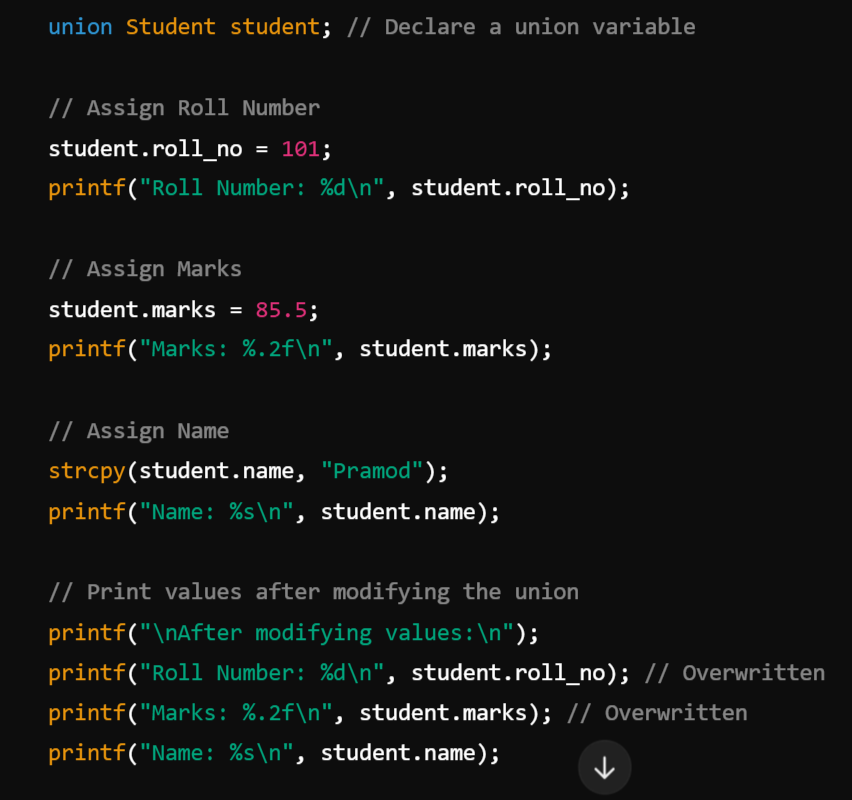 union Student student; // Declare a union variable
// Assign Roll Number
student.roll_no = 101;
printf("Roll Number: %d\n", student.roll_no);
// Assign Marks
student.marks = 85.5;
printf("Marks: %.2f\n", student.marks);
// Assign Name
strcpy(student.name, "Pramod");
printf("Name: %s\n", student.name);
// Print values after modifying the union
printf("\nAfter modifying values:\n");
printf("Roll Number: %d\n", student.roll_no); // Overwritten
printf("Marks: %.2f\n", student.marks); // Overwritten
printf("Name: %s\n", student.name);